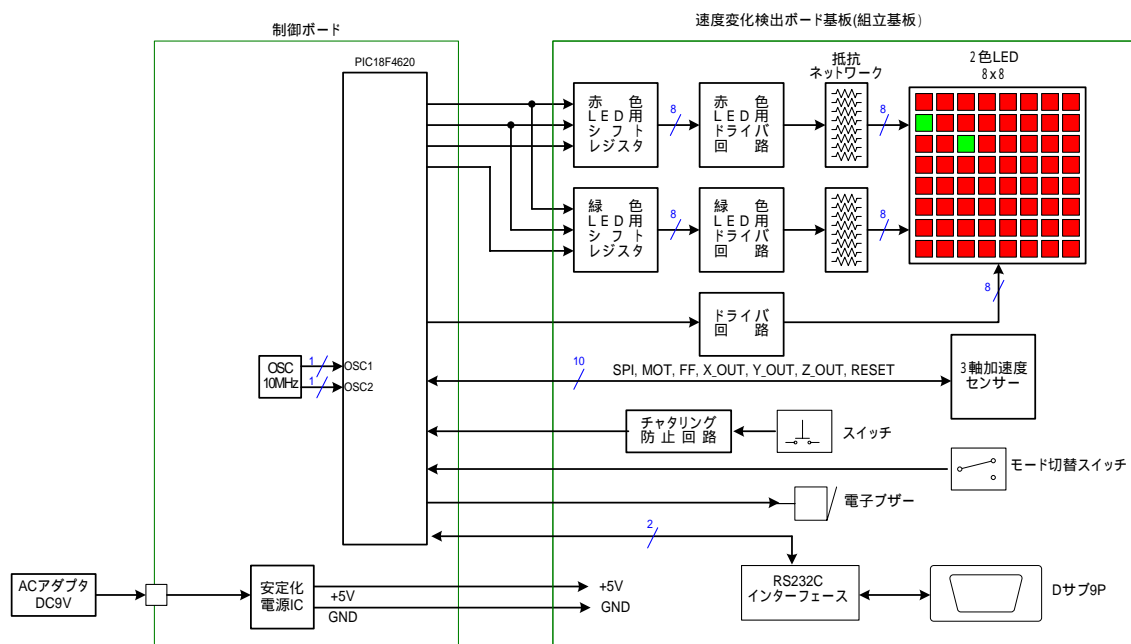 制御ボード
速度変化検出ボード基板(組立基板)
PIC18F4620
赤 色
LED用
シ フ ト
レジスタ
8
赤 色
LED用
ドライバ
回 路
抵抗
ネットワーク
8
2色LED
8x8
緑 色
LED用
シ フ ト
レジスタ
8
緑 色
LED用
ドライバ
回 路
8
ドライバ
回 路
8
OSC
10MHz
1
OSC1
1
OSC2
10
SPI, MOT, FF, X_OUT, Y_OUT, Z_OUT, RESET
3軸加速度
センサー
チャタリング
防 止 回 路
スイッチ
モード切替スイッチ
電子ブザー
2
RS232C
インターフェース
Dサブ9P
ACアダプタ
DC9V
安定化
電源IC
+5V
GND
+5V
GND